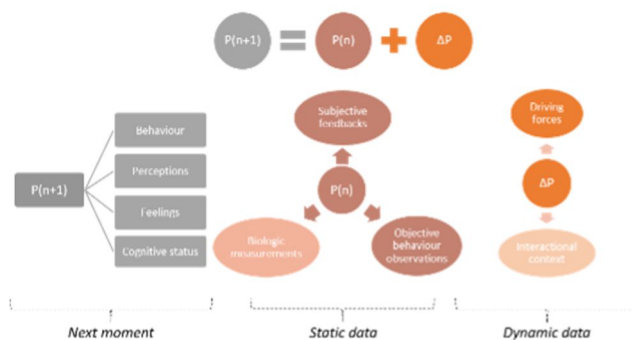 P(n+1)
=
P(n)
+
ΔP
P(n+1)
Behaviour
Perceptions
Feelings
Cognitive status
Subjective
feedbacks
P(n)
Biologic
measurements
Objective
behaviour
observations
Driving
forces
ΔP
Interactional
context
Next moment
Static data
Dynamic data